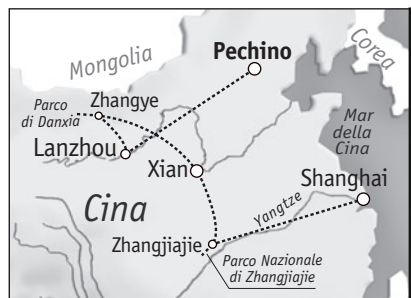 Mongolia
Pechino
Corea
Parco
di Danxia
Zhangye
Mar
della
Cina
Lanzhou
Xian
Shanghai
Cina
Yangtze
Zhangjiajie
Parco Nazionale
di Zhangjiajie